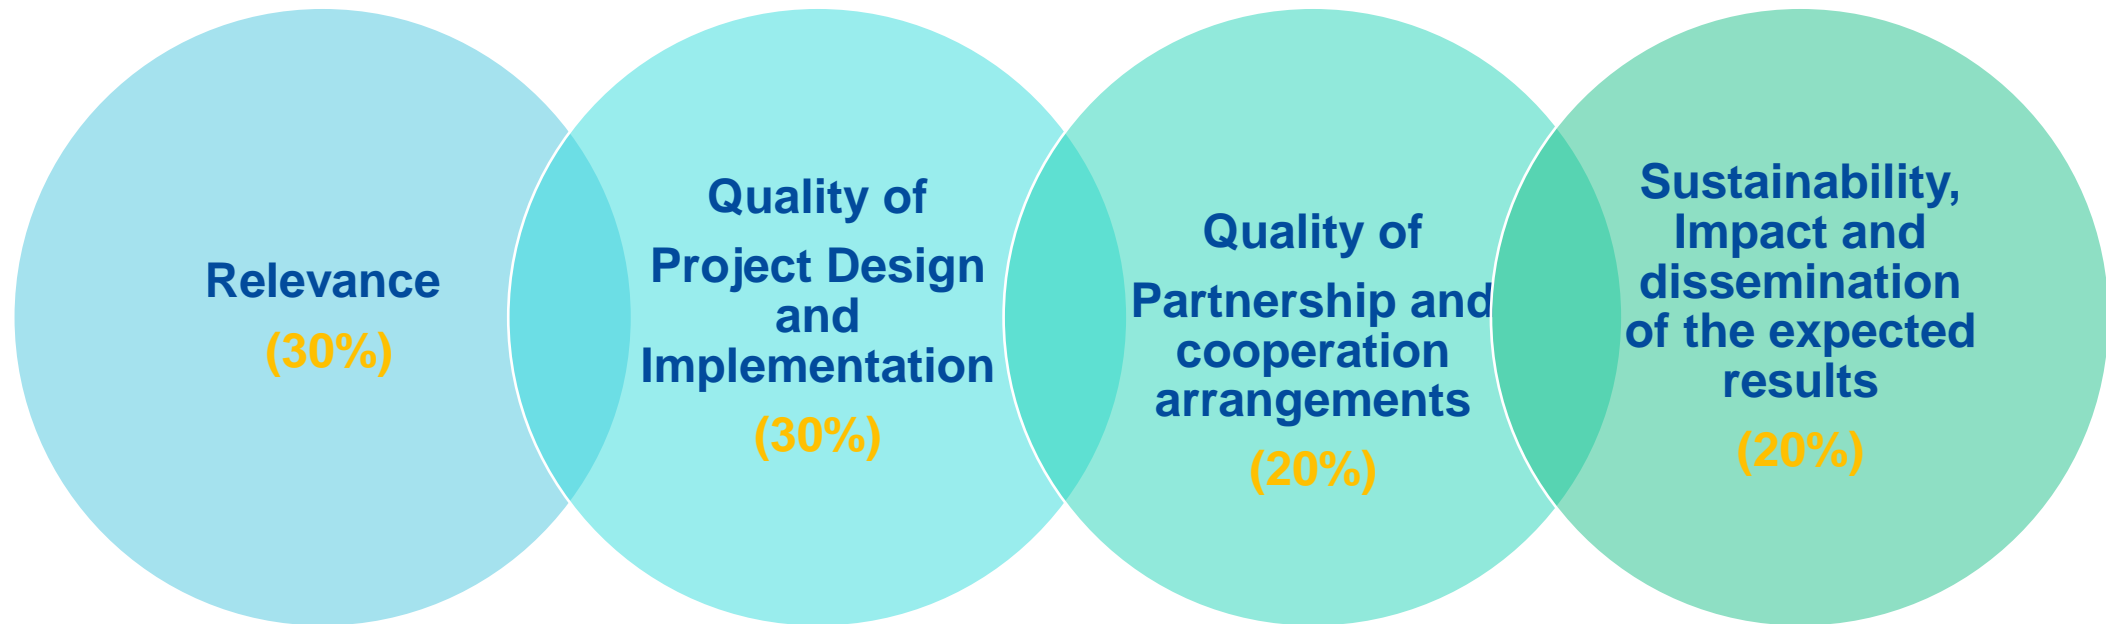 Relevance
(30%)
Quality of
Project Design
and
Implementation
(30%)
Quality of
Partnership and
cooperation
arrangements
(20%)
Sustainability,
Impact and
dissemination
of the expected
results
(20%)